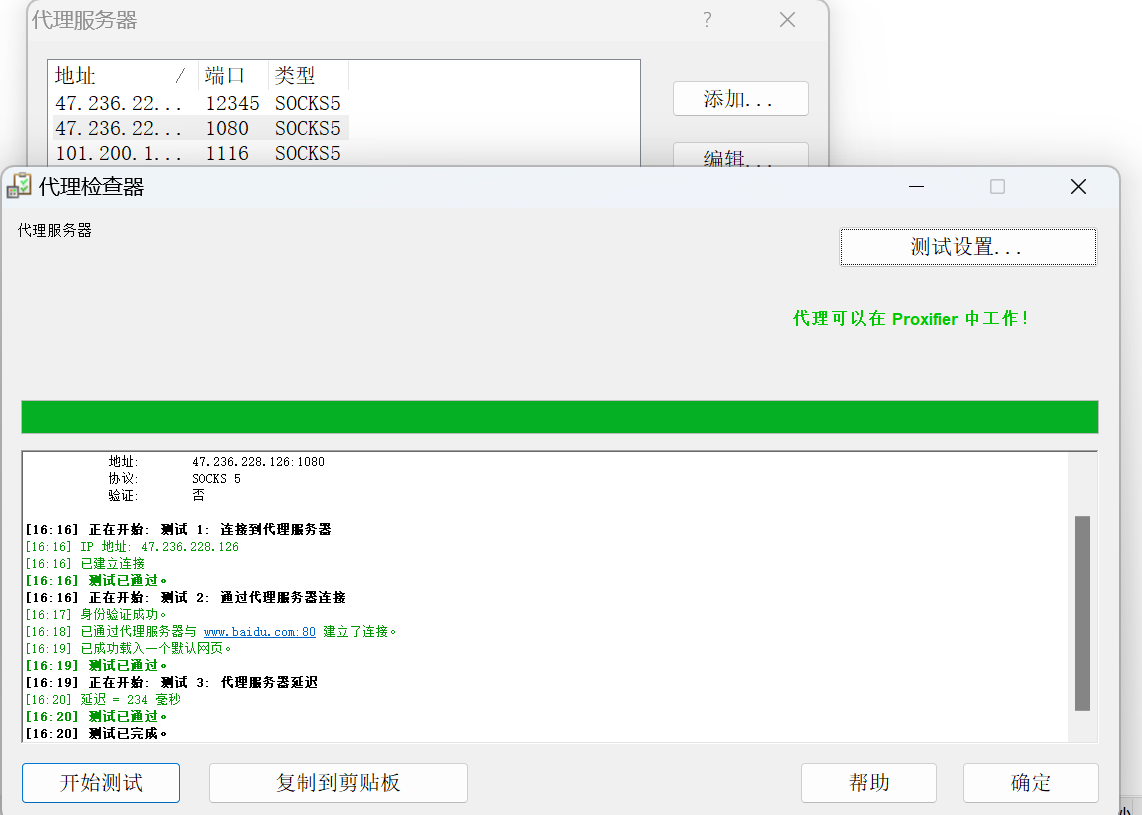 代理服务器
地址 / 端口 类型
47.236.22... 12345 SOCKS5
47.236.22... 1080 SOCKS5
101.200.1... 1116 SOCKS5
添加...
编辑...
代理检查器
代理服务器
测试设置...
代理可以在 Proxifier 中工作！
地址: 47.236.228.126:1080
协议: SOCKS 5
验证: 否
[16:16] 正在开始: 测试 1: 连接到代理服务器
[16:16] IP 地址: 47.236.228.126
[16:16] 已建立连接
[16:16] 测试已通过。
[16:16] 正在开始: 测试 2: 通过代理服务器连接
[16:17] 身份验证成功。
[16:18] 已通过代理服务器与 www.baidu.com:80 建立了连接。
[16:19] 已成功载入一个默认网页。
[16:19] 测试已通过。
[16:19] 正在开始: 测试 3: 代理服务器延迟
[16:20] 延迟 = 234 毫秒
[16:20] 测试已通过。
[16:20] 测试已完成。
开始测试
复制到剪贴板
帮助
确定